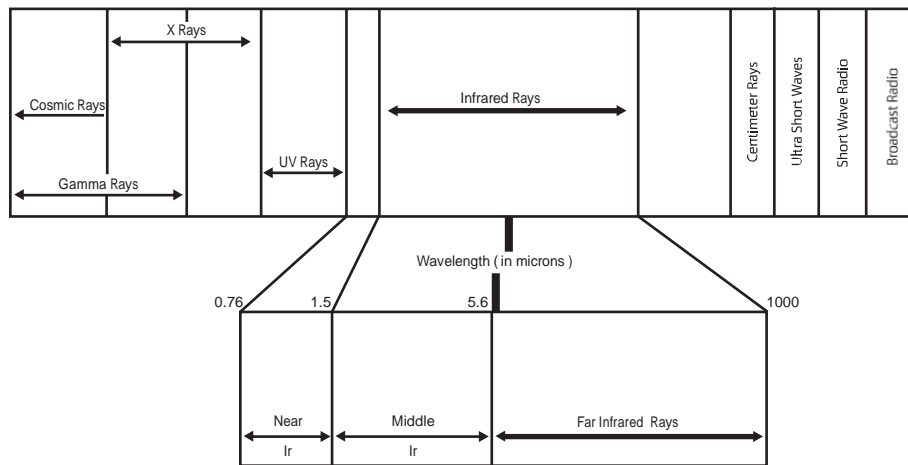 X Rays
Cosmic Rays
Infrared Rays
UV Rays
Gamma Rays
Centimeter Rays
Ultra Short Waves
Short Wave Radio
Broadcast Radio
Wavelength ( in microns )
0.76
1.5
5.6
1000
Near
Ir
Middle
Ir
Far Infrared Rays